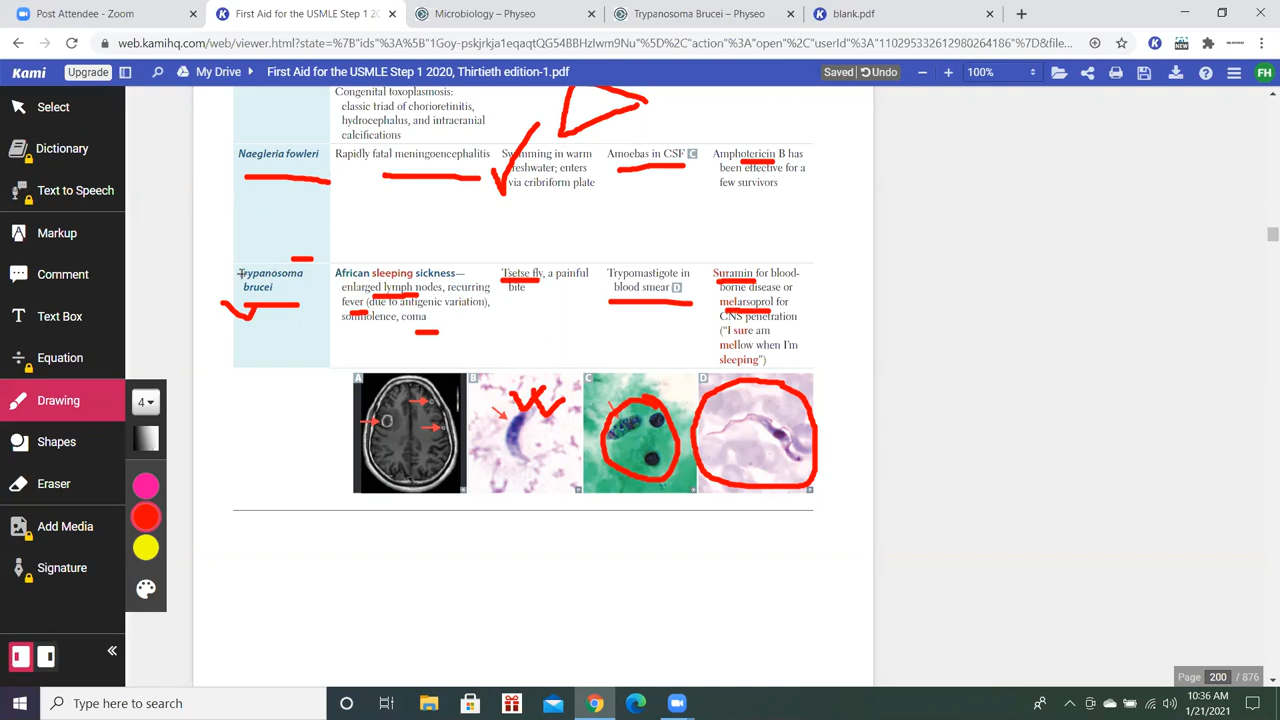 Post Attendee - Zoom
First Aid for the USMLE Step 1 20
Microbiology – Physeo
Trypanosoma Brucei – Physeo
blank.pdf
web.kamihq.com/web/viewer.html?state=%7B"ids"%3A%5B"1Goy-pskjrkja1eqaqtQG54BBHzIwm9Nu"%5D%2C"action"%3A"open"%2C"userId"%3A"110295332612980264186"%7D&file...
Kami
Upgrade
My Drive
First Aid for the USMLE Step 1 2020, Thirtieth edition-1.pdf
Saved
Undo
100%
FH
Select
Dictionary
Text to Speech
Markup
Comment
Text Box
Equation
Drawing
Shapes
Eraser
Add Media
Signature
4
Congenital toxoplasmosis:
classic triad of chorioretinitis,
hydrocephalus, and intracranial
calcifications
Naegleria fowleri
Rapidly fatal meningoencephalitis
Swimming in warm
freshwater; enters
via cribriform plate
Amoebas in CSF C
Amphotericin B has
been effective for a
few survivors
Trypanosoma
brucei
African sleeping sickness—
enlarged lymph nodes, recurring
fever (due to antigenic variation),
somnolence, coma
Tsetse fly, a painful
bite
Trypomastigote in
blood smear D
Suramin for blood-
borne disease or
melarsoprol for
CNS penetration
("I sure am
mellow when I'm
sleeping")
A
B
C
D
Page 200 / 876
Type here to search
10:36 AM
1/21/2021